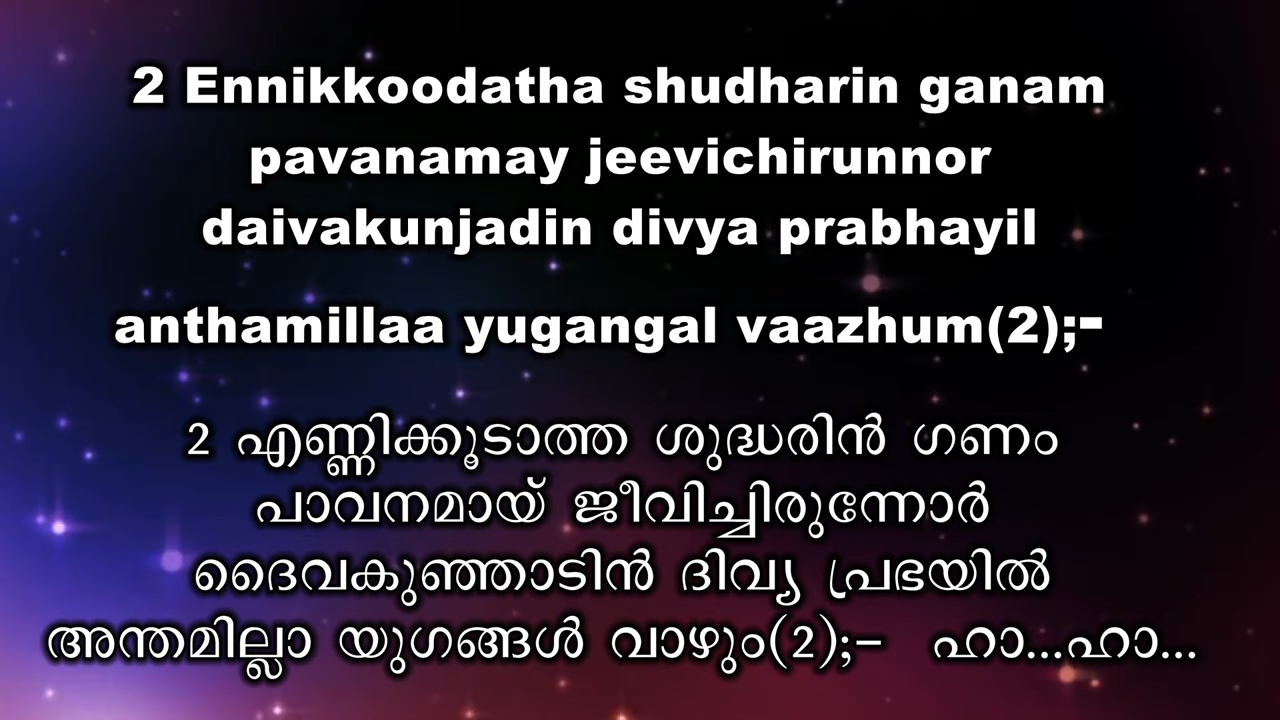 2 Ennikkoodatha shudharin ganam
pavanamay jeevichirunnor
daivakunjadin divya prabhayil
anthamillaa yugangal vaazhum(2);-
2 എണ്ണിക്കൂടാത്ത ശുദ്ധരിൻ ഗണം
പാവനമായ് ജീവിച്ചിരുന്നോർ
ദൈവകുഞ്ഞാടിൻ ദിവ്യ പ്രഭയിൽ
അന്തമില്ലാ യുഗങ്ങൾ വാഴും(2);- ഹാ...ഹാ...